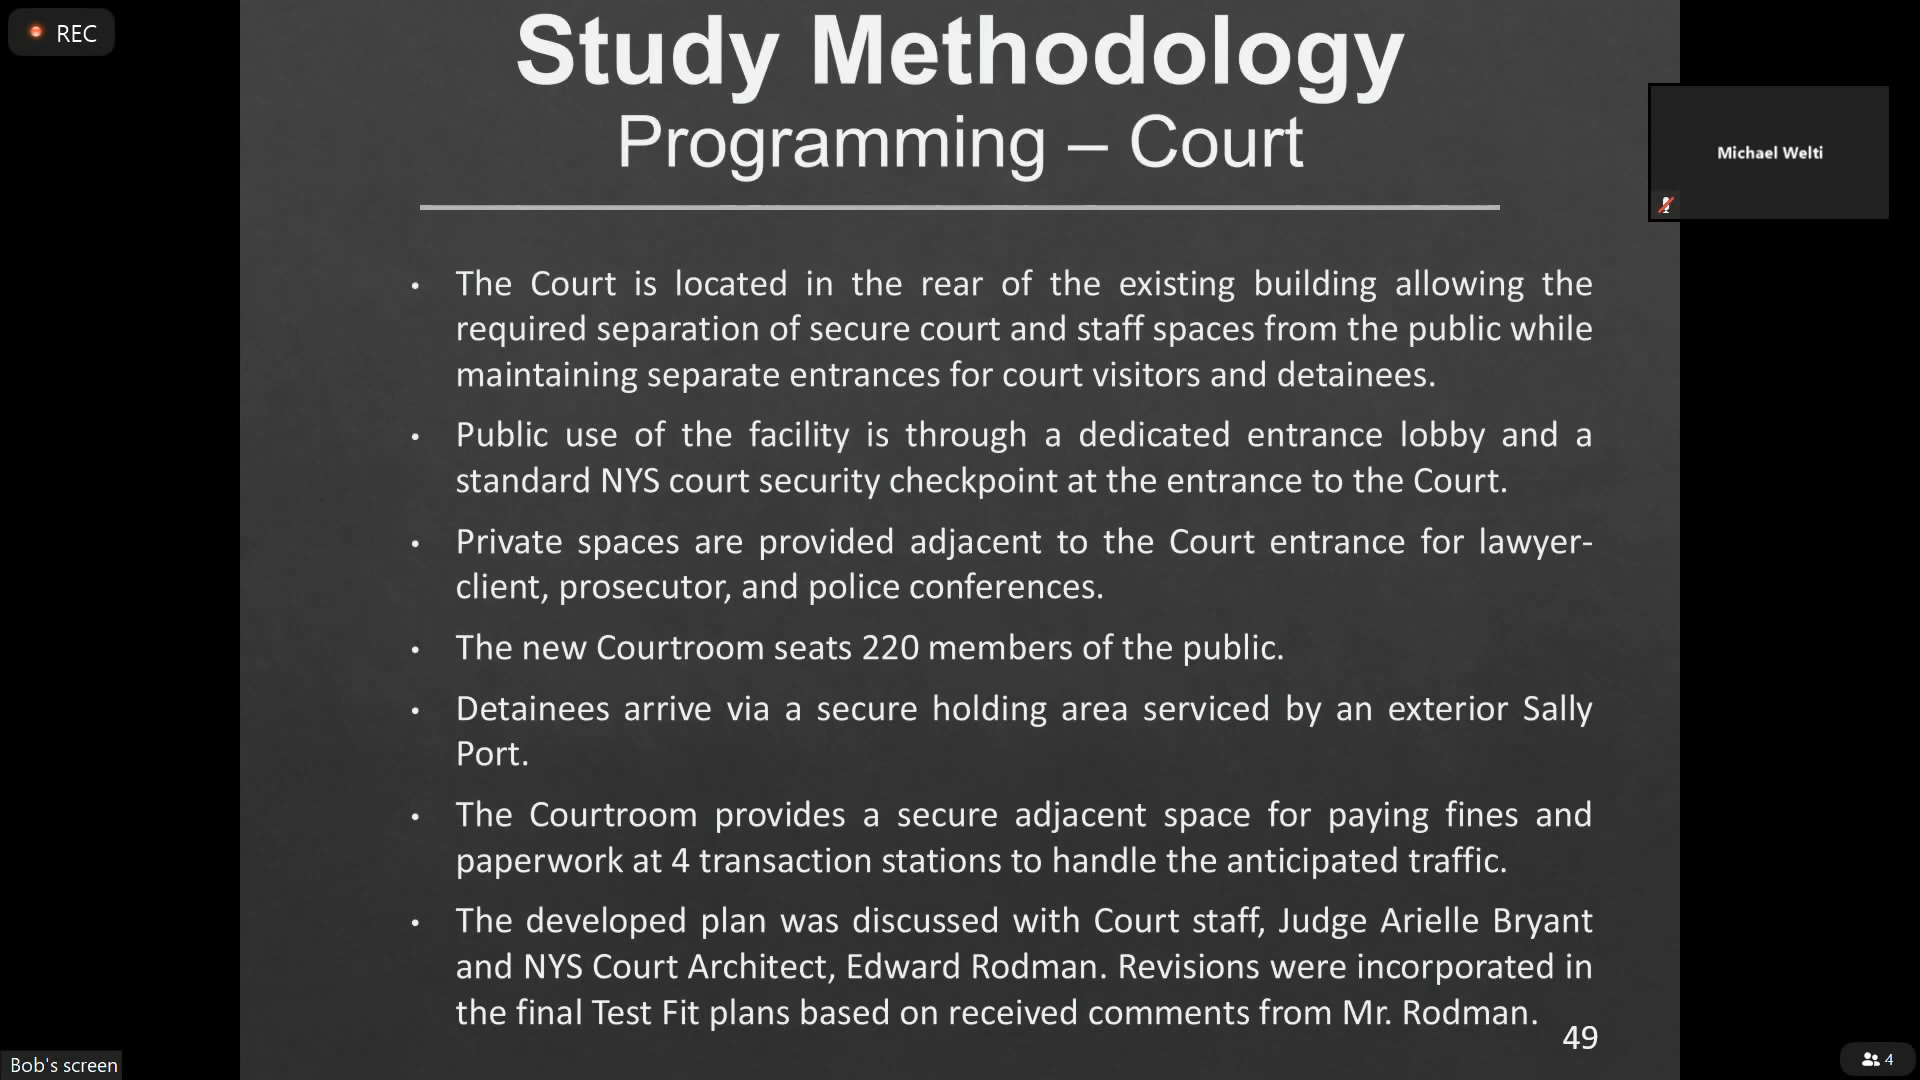 REC
Study Methodology
Programming – Court
Michael Welti
• The Court is located in the rear of the existing building allowing the
required separation of secure court and staff spaces from the public while
maintaining separate entrances for court visitors and detainees.
• Public use of the facility is through a dedicated entrance lobby and a
standard NYS court security checkpoint at the entrance to the Court.
• Private spaces are provided adjacent to the Court entrance for lawyer-
client, prosecutor, and police conferences.
• The new Courtroom seats 220 members of the public.
• Detainees arrive via a secure holding area serviced by an exterior Sally
Port.
• The Courtroom provides a secure adjacent space for paying fines and
paperwork at 4 transaction stations to handle the anticipated traffic.
• The developed plan was discussed with Court staff, Judge Arielle Bryant
and NYS Court Architect, Edward Rodman. Revisions were incorporated in
the final Test Fit plans based on received comments from Mr. Rodman.
49
Bob's screen
4